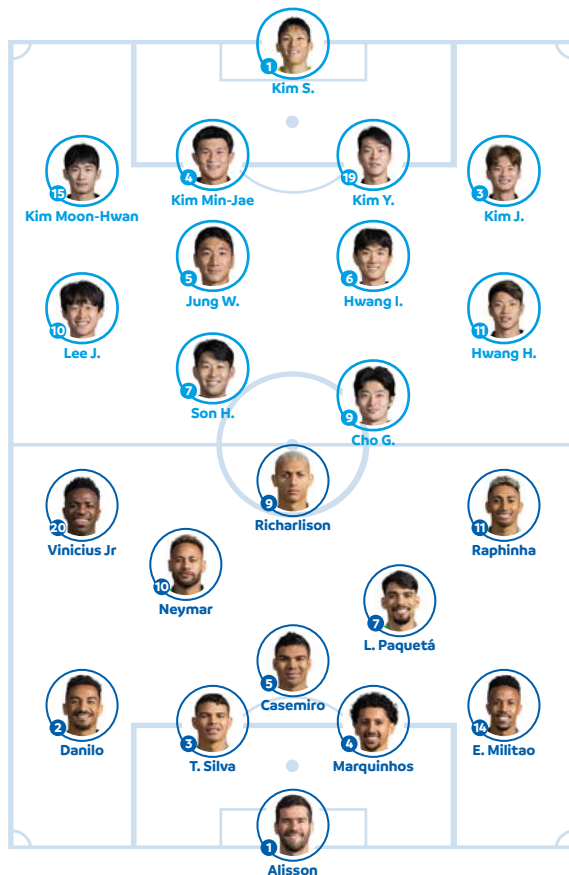 1
Kim S.
15
Kim Moon-Hwan
4
Kim Min-Jae
19
Kim Y.
3
Kim J.
5
Jung W.
6
Hwang I.
10
Lee J.
11
Hwang H.
7
Son H.
9
Cho G.
9
Richarlison
20
Vinicius Jr
11
Raphinha
10
Neymar
7
L. Paquetá
5
Casemiro
2
Danilo
3
T. Silva
4
Marquinhos
14
E. Militao
1
Alisson